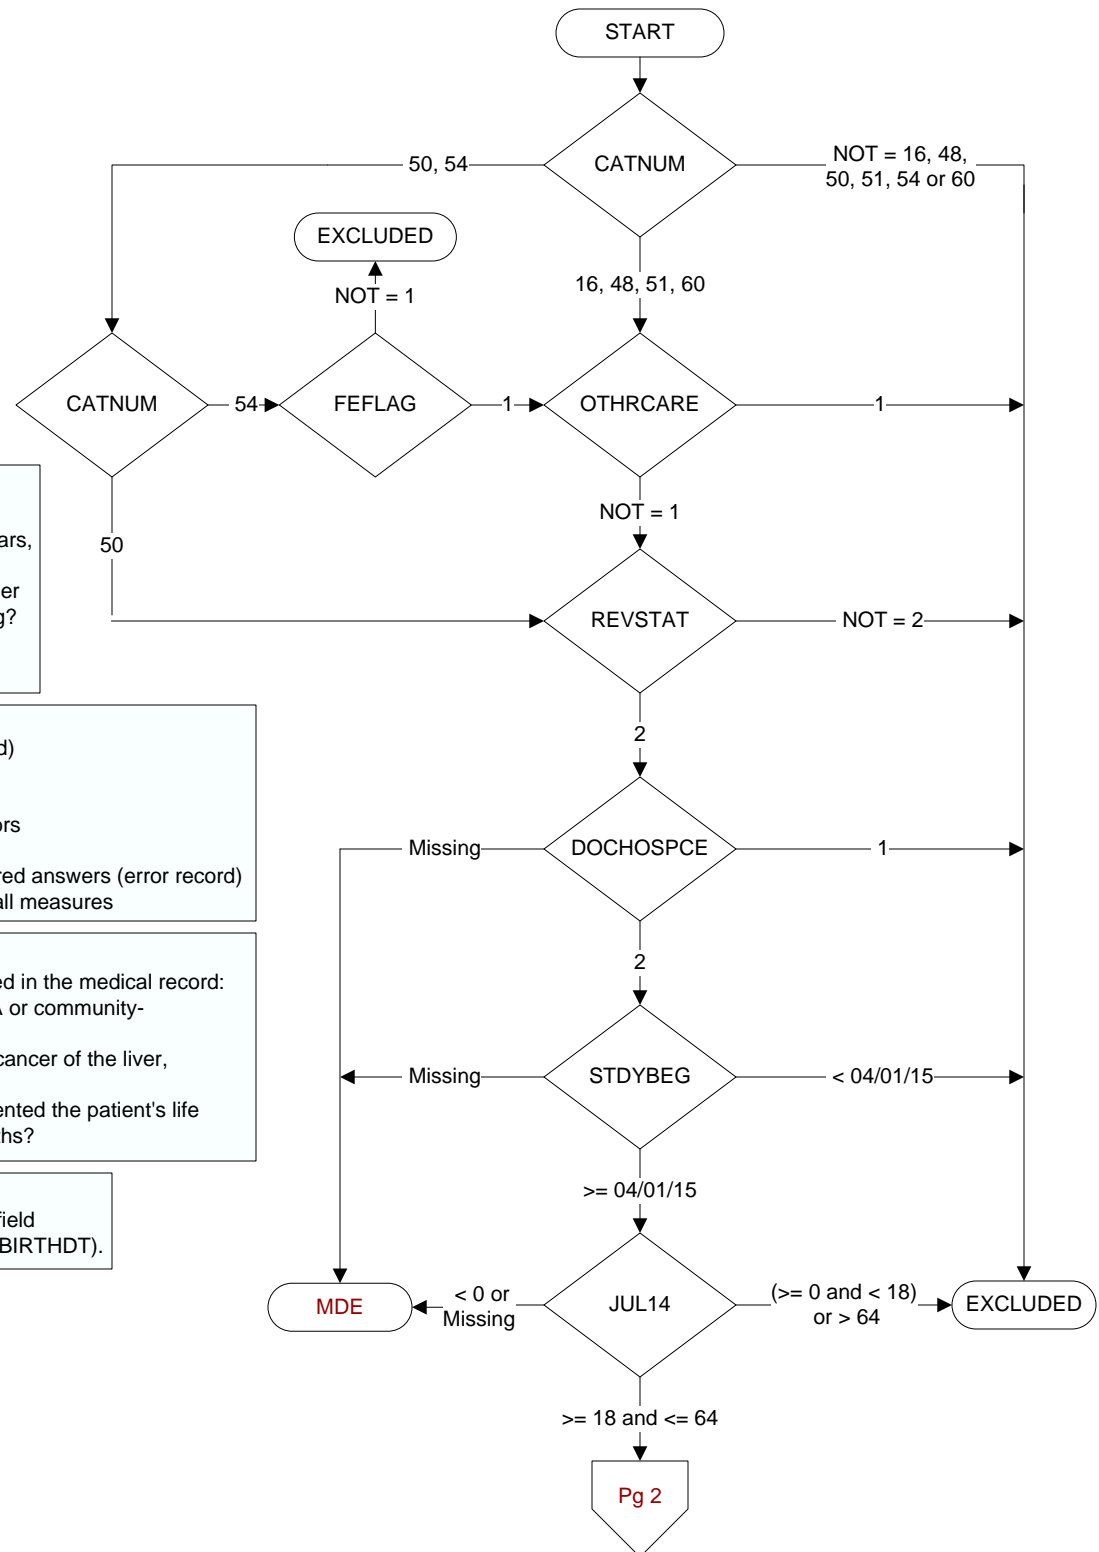 START
CATNUM
50, 54
NOT = 16, 48,
50, 51, 54 or 60
EXCLUDED
NOT = 1
16, 48, 51, 60
CATNUM
54
FEFLAG
1
OTHRCARE
1
NOT = 1
50
REVSTAT
NOT = 2
2
Missing
DOCHOSPCE
1
2
Missing
STDYBEG
< 04/01/15
>= 04/01/15
MDE
< 0 or
Missing
JUL14
(>= 0 and < 18)
or > 64
EXCLUDED
>= 18 and <= 64
Pg 2
ors
red answers (error record)
all measures
ed in the medical record:
or community-
cancer of the liver,
ented the patient's life
field
BIRTHDT).